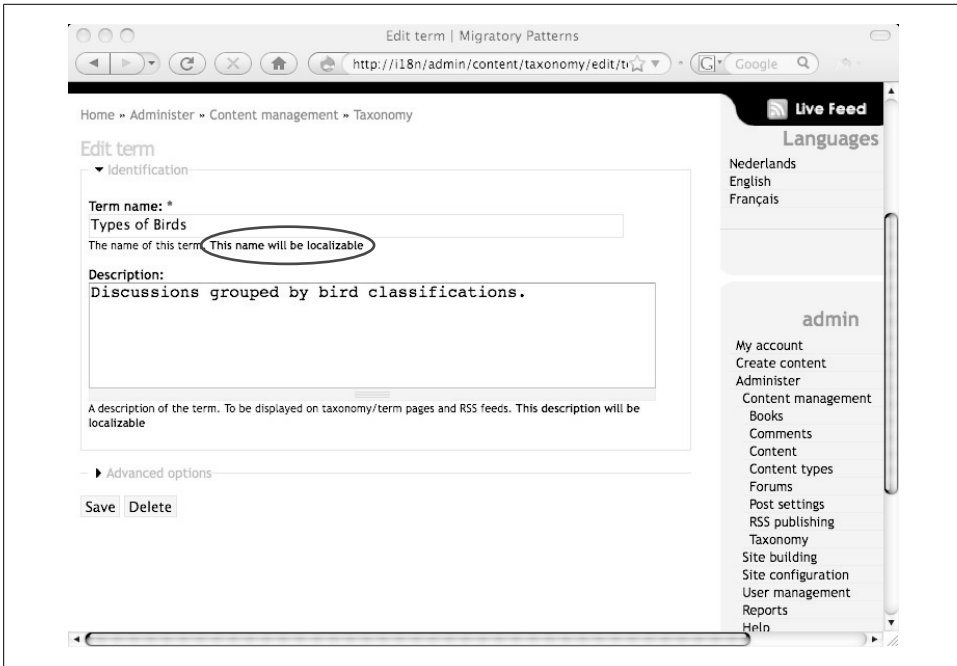 Edit term | Migratory Patterns
http://i18n/admin/content/taxonomy/edit/t
G
Google
Home » Administer » Content management » Taxonomy
Edit term
Identification
Term name: *
Types of Birds
The name of this term. This name will be localizable
Description:
Discussions grouped by bird classifications.
A description of the term. To be displayed on taxonomy/term pages and RSS feeds. This description will be
localizable
Advanced options
Save Delete
Live Feed
Languages
Nederlands
English
Français
admin
My account
Create content
Administer
Content management
Books
Comments
Content
Content types
Forums
Post settings
RSS publishing
Taxonomy
Site building
Site configuration
User management
Reports
Help